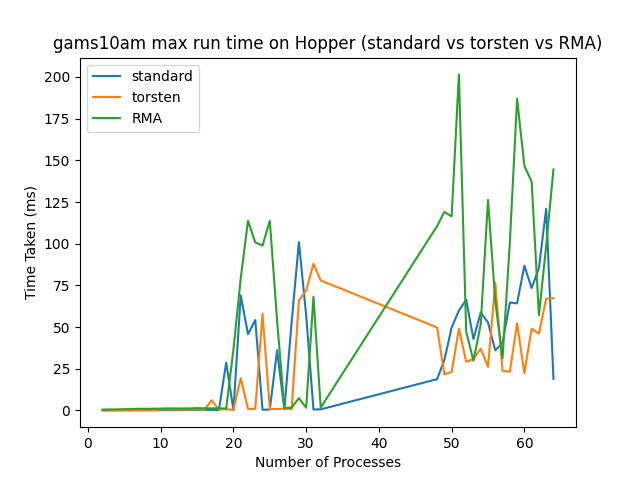 gams10am max run time on Hopper (standard vs torsten vs RMA)
standard
torsten
RMA
Time Taken (ms)
200
175
150
125
100
75
50
25
0
0 10 20 30 40 50 60
Number of Processes